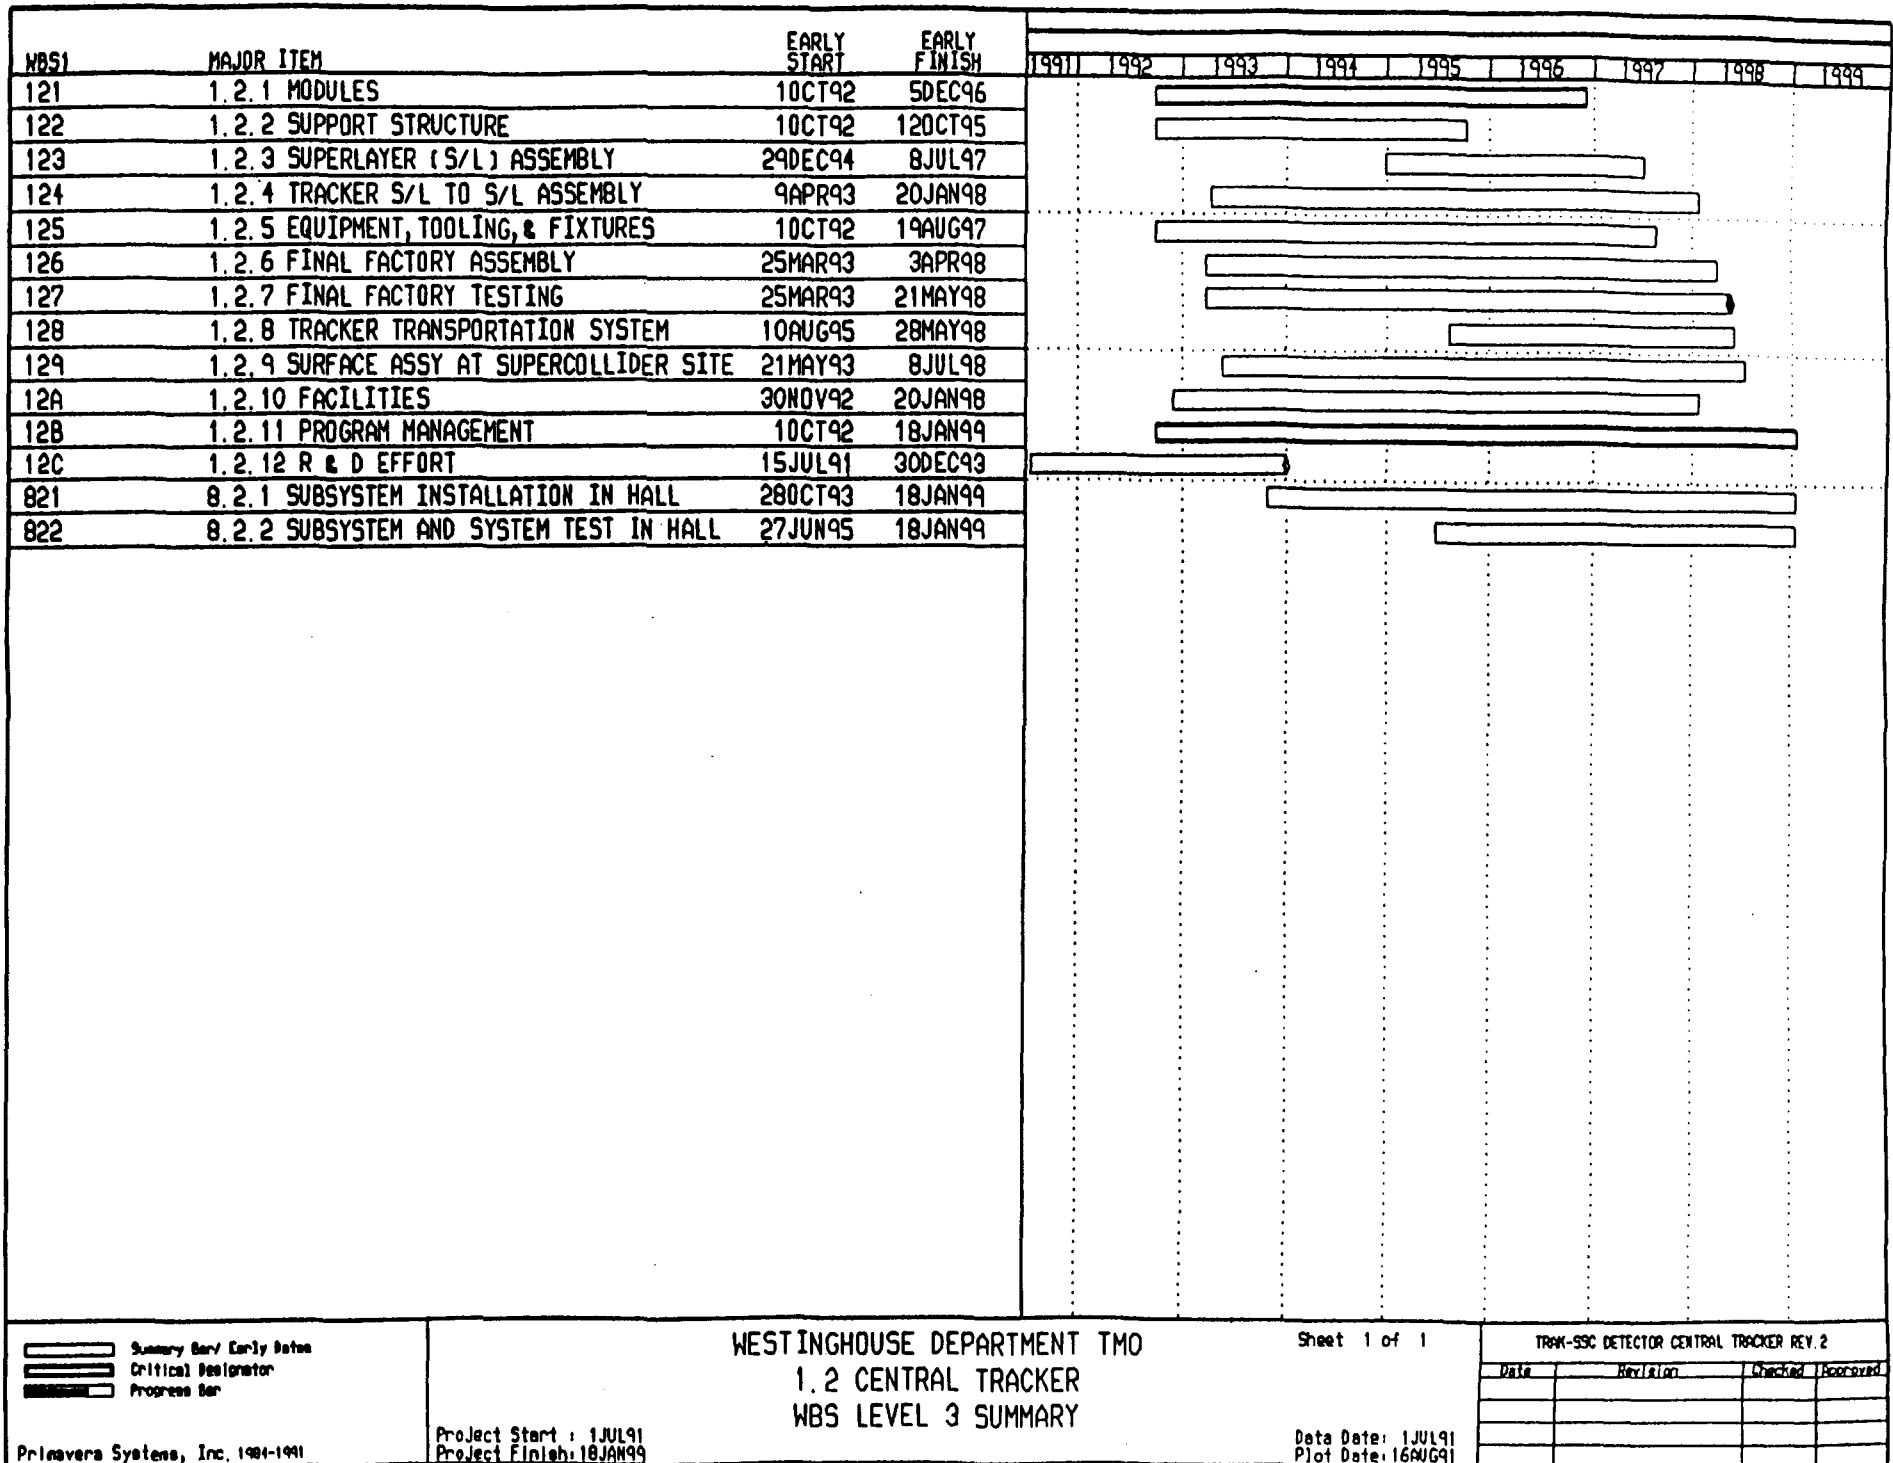 EARLY EARLY
WBS1 MAJOR ITEM START FINISH
1991 1992 1993 1994 1995 1996 1997 1998 1999
121 1.2.1 MODULES 1OCT92 5DEC96
122 1.2.2 SUPPORT STRUCTURE 1OCT92 12OCT95
123 1.2.3 SUPERLAYER (S/L) ASSEMBLY 29DEC94 8JUL97
124 1.2.4 TRACKER S/L TO S/L ASSEMBLY 9APR93 20JAN98
125 1.2.5 EQUIPMENT, TOOLING, & FIXTURES 1OCT92 19AUG97
126 1.2.6 FINAL FACTORY ASSEMBLY 25MAR93 3APR98
127 1.2.7 FINAL FACTORY TESTING 25MAR93 21MAY98
128 1.2.8 TRACKER TRANSPORTATION SYSTEM 10AUG95 28MAY98
129 1.2.9 SURFACE ASSY AT SUPERCOLLIDER SITE 21MAY93 8JUL98
12A 1.2.10 FACILITIES 30NOV92 20JAN98
12B 1.2.11 PROGRAM MANAGEMENT 1OCT92 18JAN99
12C 1.2.12 R & D EFFORT 15JUL91 30DEC93
821 8.2.1 SUBSYSTEM INSTALLATION IN HALL 28OCT93 18JAN99
822 8.2.2 SUBSYSTEM AND SYSTEM TEST IN HALL 27JUN95 18JAN99
Summary Bar/ Early Dates
Critical Designator
Progress Bar
Primavera Systems, Inc. 1984-1991
Project Start : 1JUL91
Project Finish: 18JAN99
WESTINGHOUSE DEPARTMENT TMO
1.2 CENTRAL TRACKER
WBS LEVEL 3 SUMMARY
Sheet 1 of 1
Data Date: 1JUL91
Plot Date: 16AUG91
TRAK-SSC DETECTOR CENTRAL TRACKER REV.2
Date Revision Checked Approved